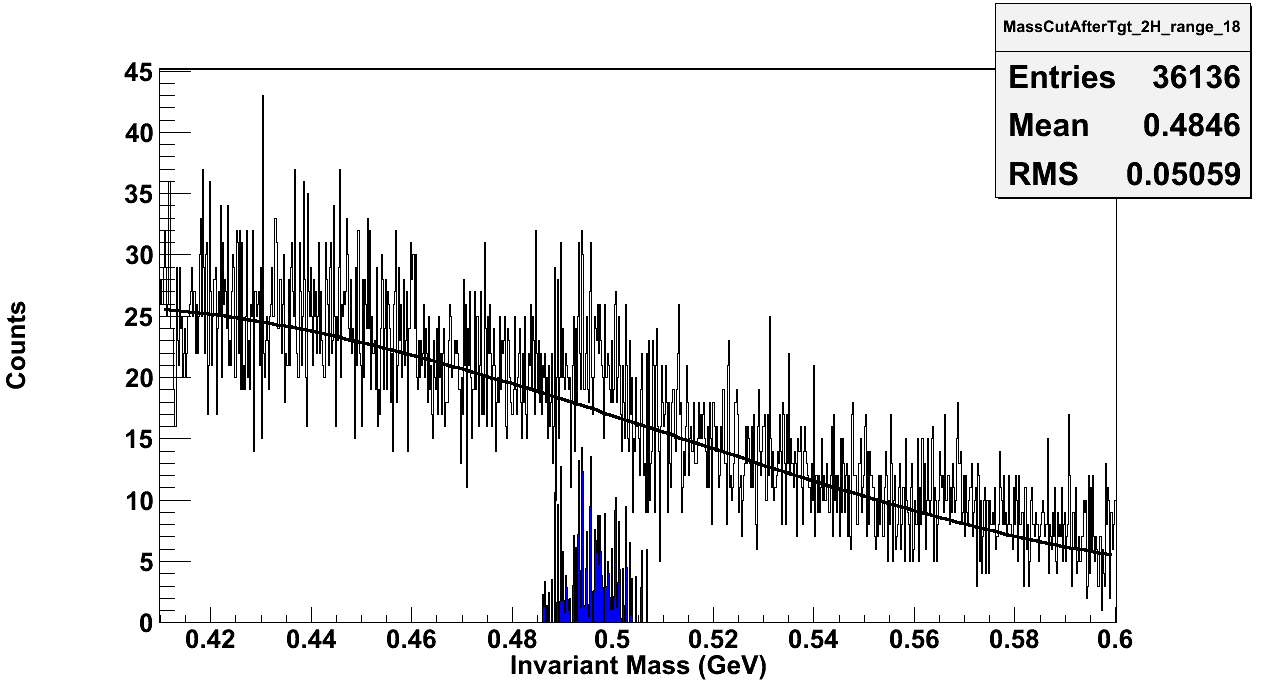 MassCutAfterTgt_2H_range_18
Entries 36136
Mean 0.4846
RMS 0.05059
45
40
35
30
25
20
15
10
5
0
Counts
0.42 0.44 0.46 0.48 0.5 0.52 0.54 0.56 0.58 0.6
Invariant Mass (GeV)